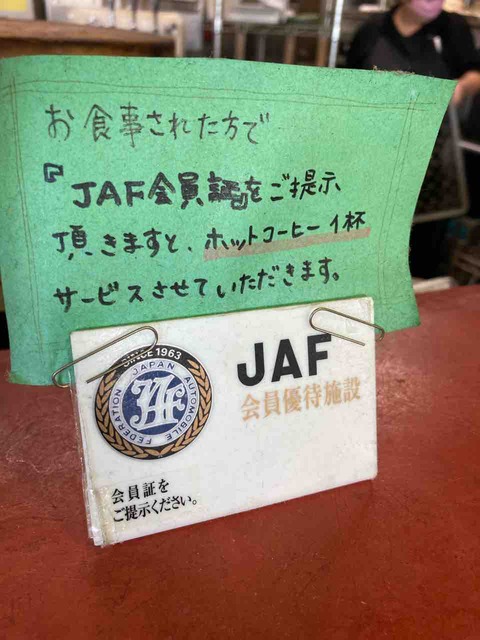 お食事された方で
『JAF会員証』をご提示
頂きますと、ホットコーヒー1杯
サービスさせていただきます。
SINCE 1963
JAPAN AUTOMOBILE FEDERATION
JAF
JAF
会員優待施設
会員証を
ご提示ください。